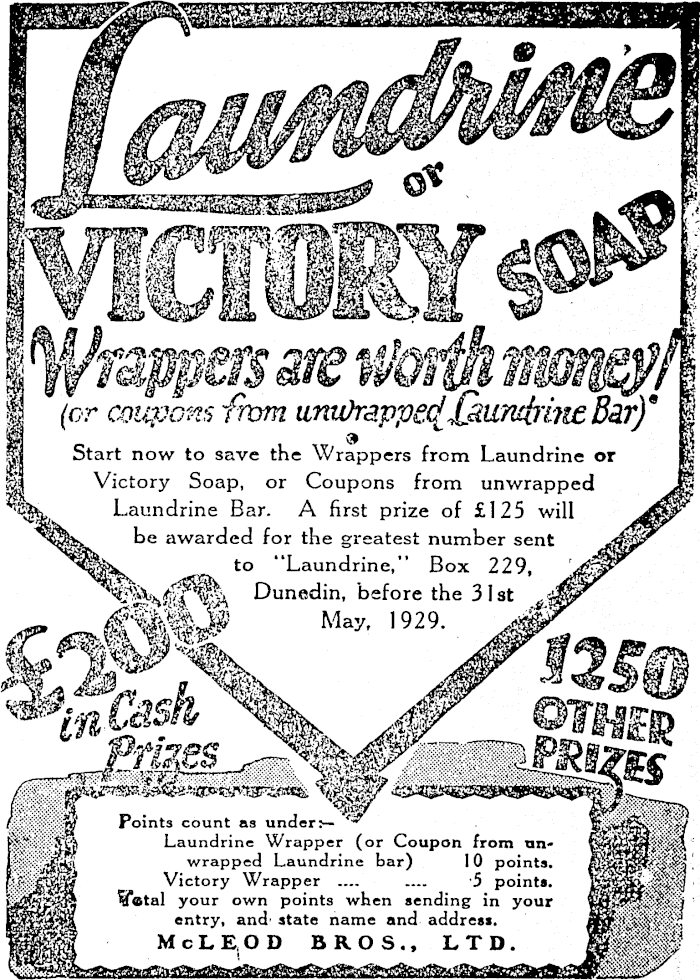 Laundrine
or
VICTORY SOAP
Wrappers are worth money!
(or coupons from unwrapped Laundrine Bar)
Start now to save the Wrappers from Laundrine or
Victory Soap, or Coupons from unwrapped
Laundrine Bar. A first prize of £125 will
be awarded for the greatest number sent
to "Laundrine," Box 229,
Dunedin, before the 31st
May, 1929.
£200
in Cash
Prizes
1250
OTHER
PRIZES
Points count as under:—
Laundrine Wrapper (or Coupon from un-
wrapped Laundrine bar) 10 points.
Victory Wrapper .... .... 5 points.
Total your own points when sending in your
entry, and state name and address.
McLEOD BROS., LTD.